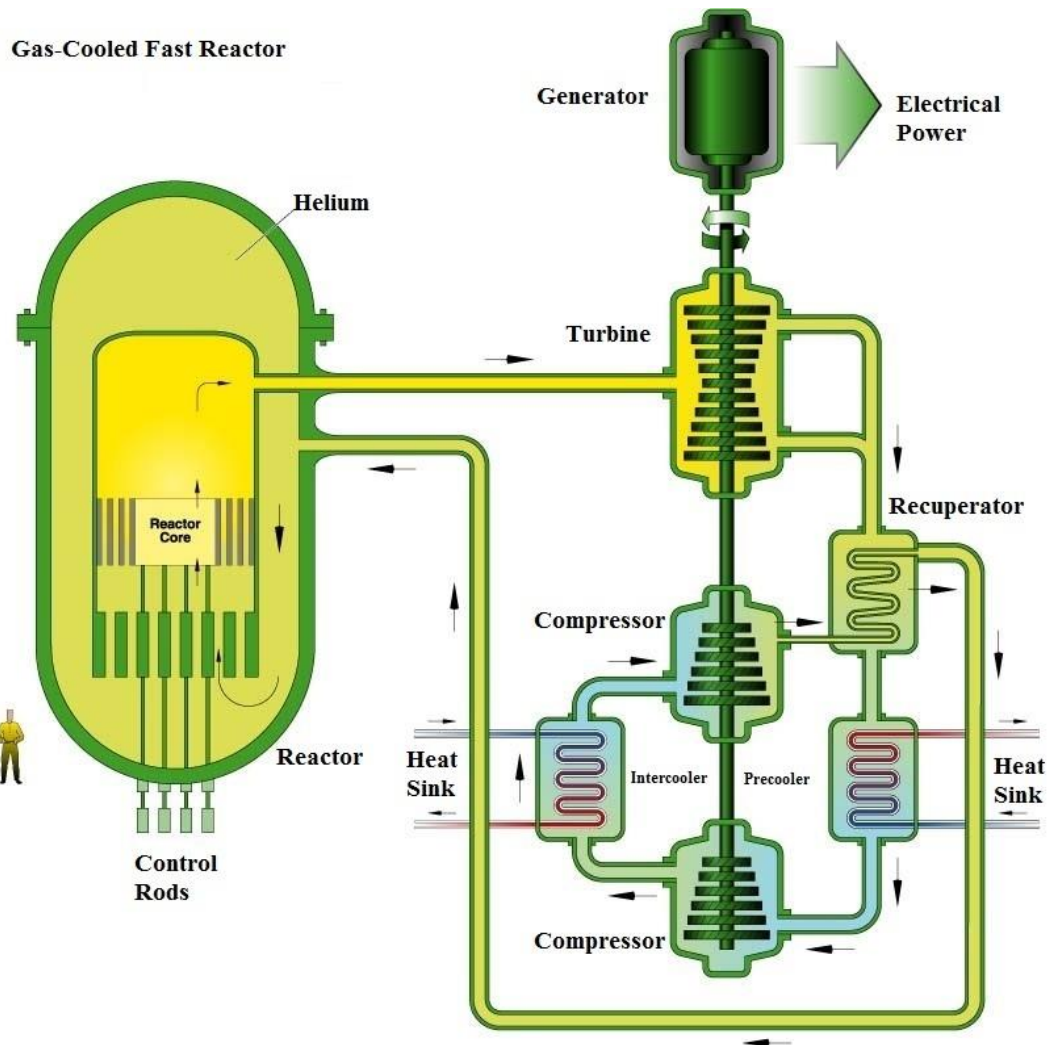 Gas-Cooled Fast Reactor
Generator
Electrical
Power
Helium
Turbine
Recuperator
Reactor
Core
Compressor
Reactor
Heat
Sink
Intercooler
Precooler
Heat
Sink
Control
Rods
Compressor